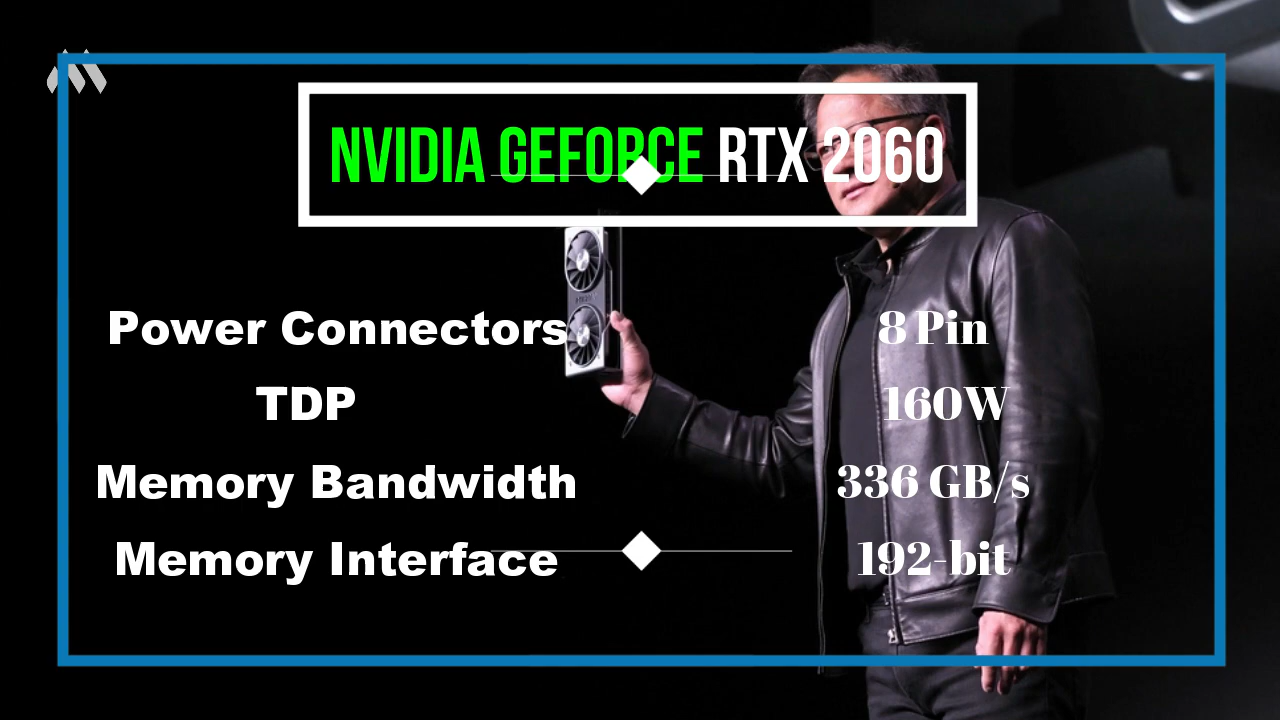 NVIDIA GEFORCE RTX 2060
Power Connectors 8 Pin
TDP 160W
Memory Bandwidth 336 GB/s
Memory Interface 192-bit